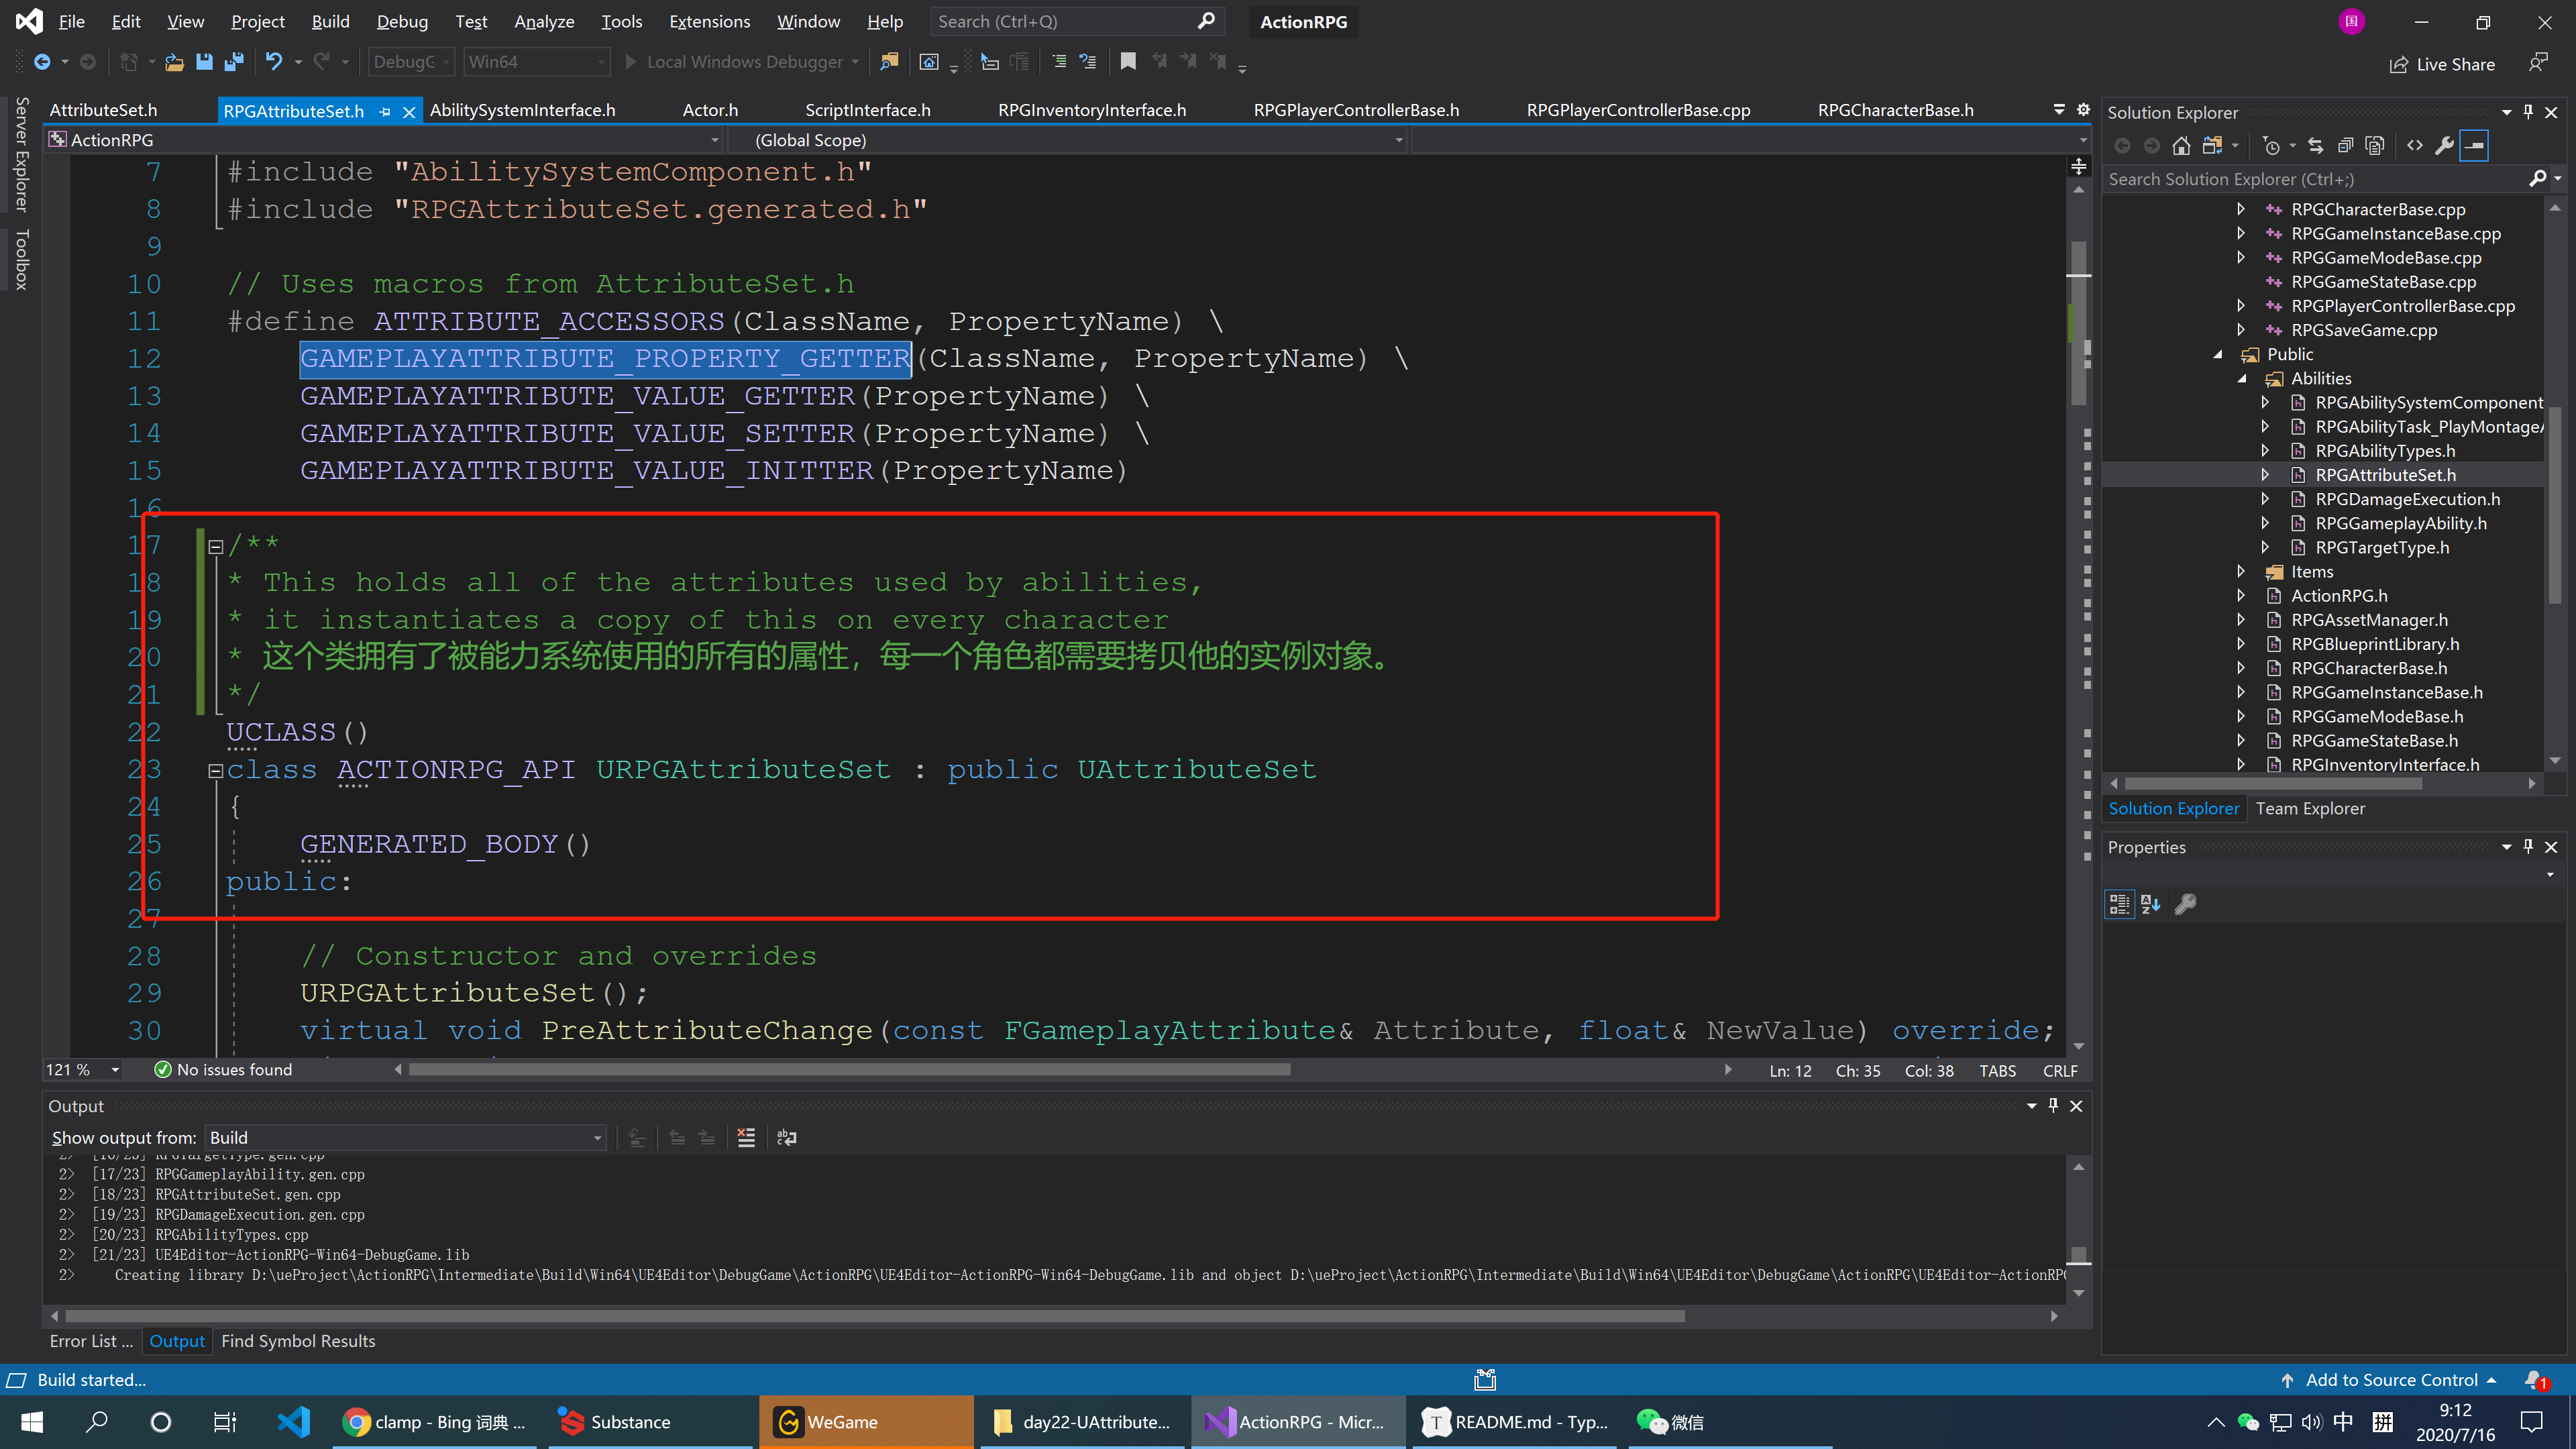 File Edit View Project Build Debug Test Analyze Tools Extensions Window Help Search (Ctrl+Q) ActionRPG 国
DebugG Win64 Local Windows Debugger Live Share
Server Explorer
Toolbox
AttributeSet.h RPGAttributeSet.h AbilitySystemInterface.h Actor.h ScriptInterface.h RPGInventoryInterface.h RPGPlayerControllerBase.h RPGPlayerControllerBase.cpp RPGCharacterBase.h
ActionRPG (Global Scope)
7 #include "AbilitySystemComponent.h"
8 #include "RPGAttributeSet.generated.h"
9
10 // Uses macros from AttributeSet.h
11 #define ATTRIBUTE_ACCESSORS(ClassName, PropertyName) \
12 GAMEPLAYATTRIBUTE_PROPERTY_GETTER(ClassName, PropertyName) \
13 GAMEPLAYATTRIBUTE_VALUE_GETTER(PropertyName) \
14 GAMEPLAYATTRIBUTE_VALUE_SETTER(PropertyName) \
15 GAMEPLAYATTRIBUTE_VALUE_INITTER(PropertyName)
16
17 /**
18 * This holds all of the attributes used by abilities,
19 * it instantiates a copy of this on every character
20 * 这个类拥有了被能力系统使用的所有的属性，每一个角色都需要拷贝他的实例对象。
21 */
22 UCLASS()
23 class ACTIONRPG_API URPGAttributeSet : public UAttributeSet
24 {
25 GENERATED_BODY()
26 public:
27
28 // Constructor and overrides
29 URPGAttributeSet();
30 virtual void PreAttributeChange(const FGameplayAttribute& Attribute, float& NewValue) override;
121 % No issues found Ln: 12 Ch: 35 Col: 38 TABS CRLF
Output
Show output from: Build
2> [16/23] RPGTargetType.gen.cpp
2> [17/23] RPGGameplayAbility.gen.cpp
2> [18/23] RPGAttributeSet.gen.cpp
2> [19/23] RPGDamageExecution.gen.cpp
2> [20/23] RPGAbilityTypes.cpp
2> [21/23] UE4Editor-ActionRPG-Win64-DebugGame.lib
2> Creating library D:\ueProject\ActionRPG\Intermediate\Build\Win64\UE4Editor\DebugGame\ActionRPG\UE4Editor-ActionRPG-Win64-DebugGame.lib and object D:\ueProject\ActionRPG\Intermediate\Build\Win64\UE4Editor\DebugGame\ActionRPG\UE4Editor-ActionRPG
Error List ... Output Find Symbol Results
Solution Explorer
Search Solution Explorer (Ctrl+;)
RPGCharacterBase.cpp
RPGGameInstanceBase.cpp
RPGGameModeBase.cpp
RPGGameStateBase.cpp
RPGPlayerControllerBase.cpp
RPGSaveGame.cpp
Public
Abilities
RPGAbilitySystemComponent
RPGAbilityTask_PlayMontageA
RPGAbilityTypes.h
RPGAttributeSet.h
RPGDamageExecution.h
RPGGameplayAbility.h
RPGTargetType.h
Items
ActionRPG.h
RPGAssetManager.h
RPGBlueprintLibrary.h
RPGCharacterBase.h
RPGGameInstanceBase.h
RPGGameModeBase.h
RPGGameStateBase.h
RPGInventoryInterface.h
Solution Explorer Team Explorer
Properties
Build started... Add to Source Control 1
clamp - Bing 词典 ... Substance WeGame day22-UAttribute... ActionRPG - Micr... README.md - Typ... 微信 中 拼 9:12
2020/7/16